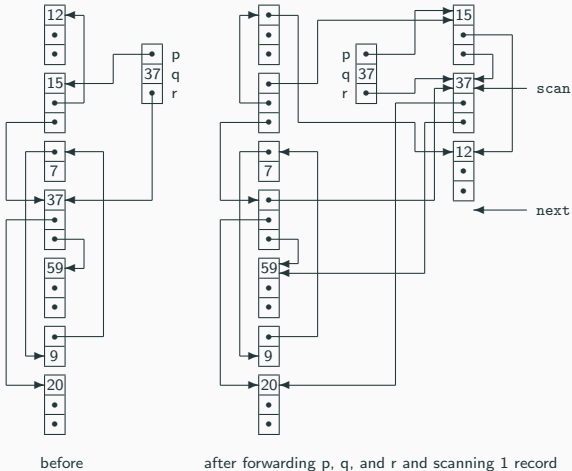 12
15
7
37
59
9
20
p
37 q
r
before
7
59
9
20
p
q 37
r
15
37
12
scan
next
after forwarding p, q, and r and scanning 1 record